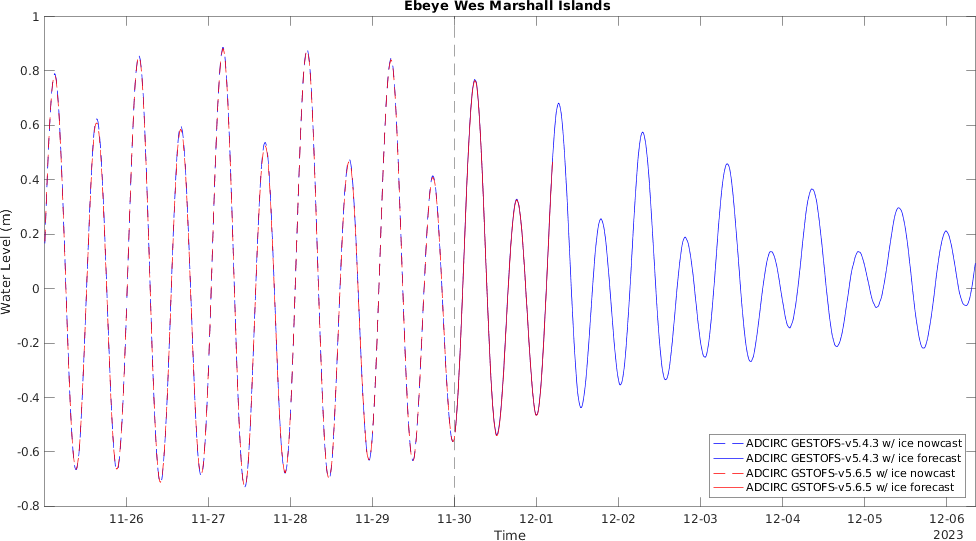 Ebeye Wes Marshall Islands
1
0.8
0.6
0.4
0.2
0
-0.2
-0.4
-0.6
-0.8
Water Level (m)
ADCIRC GESTOFS-v5.4.3 w/ ice nowcast
ADCIRC GESTOFS-v5.4.3 w/ ice forecast
ADCIRC GSTOFS-v5.6.5 w/ ice nowcast
ADCIRC GSTOFS-v5.6.5 w/ ice forecast
11-26 11-27 11-28 11-29 11-30 12-01 12-02 12-03 12-04 12-05 12-06
Time 2023